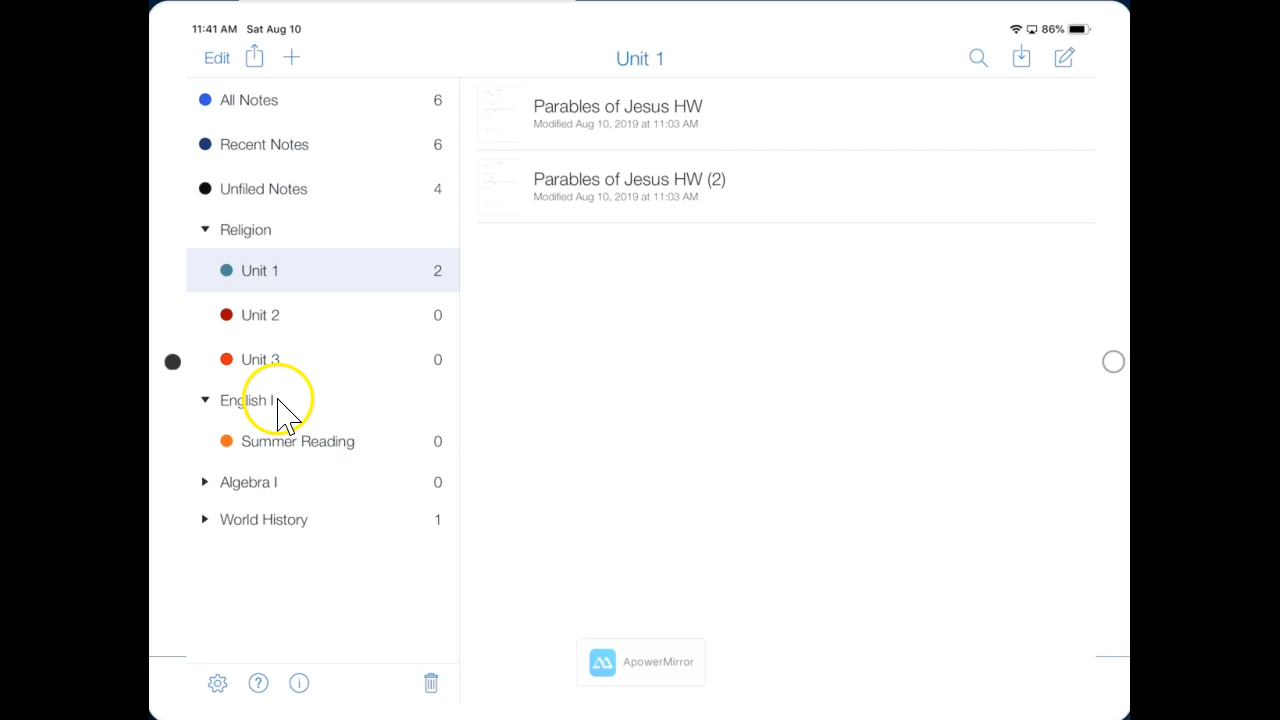 11:41 AM Sat Aug 10 86%
Edit Unit 1
All Notes 6
Recent Notes 6
Unfiled Notes 4
Religion
Unit 1 2
Unit 2 0
Unit 3 0
English I
Summer Reading 0
Algebra I 0
World History 1
Parables of Jesus HW
Modified Aug 10, 2019 at 11:03 AM
Parables of Jesus HW (2)
Modified Aug 10, 2019 at 11:03 AM
ApowerMirror